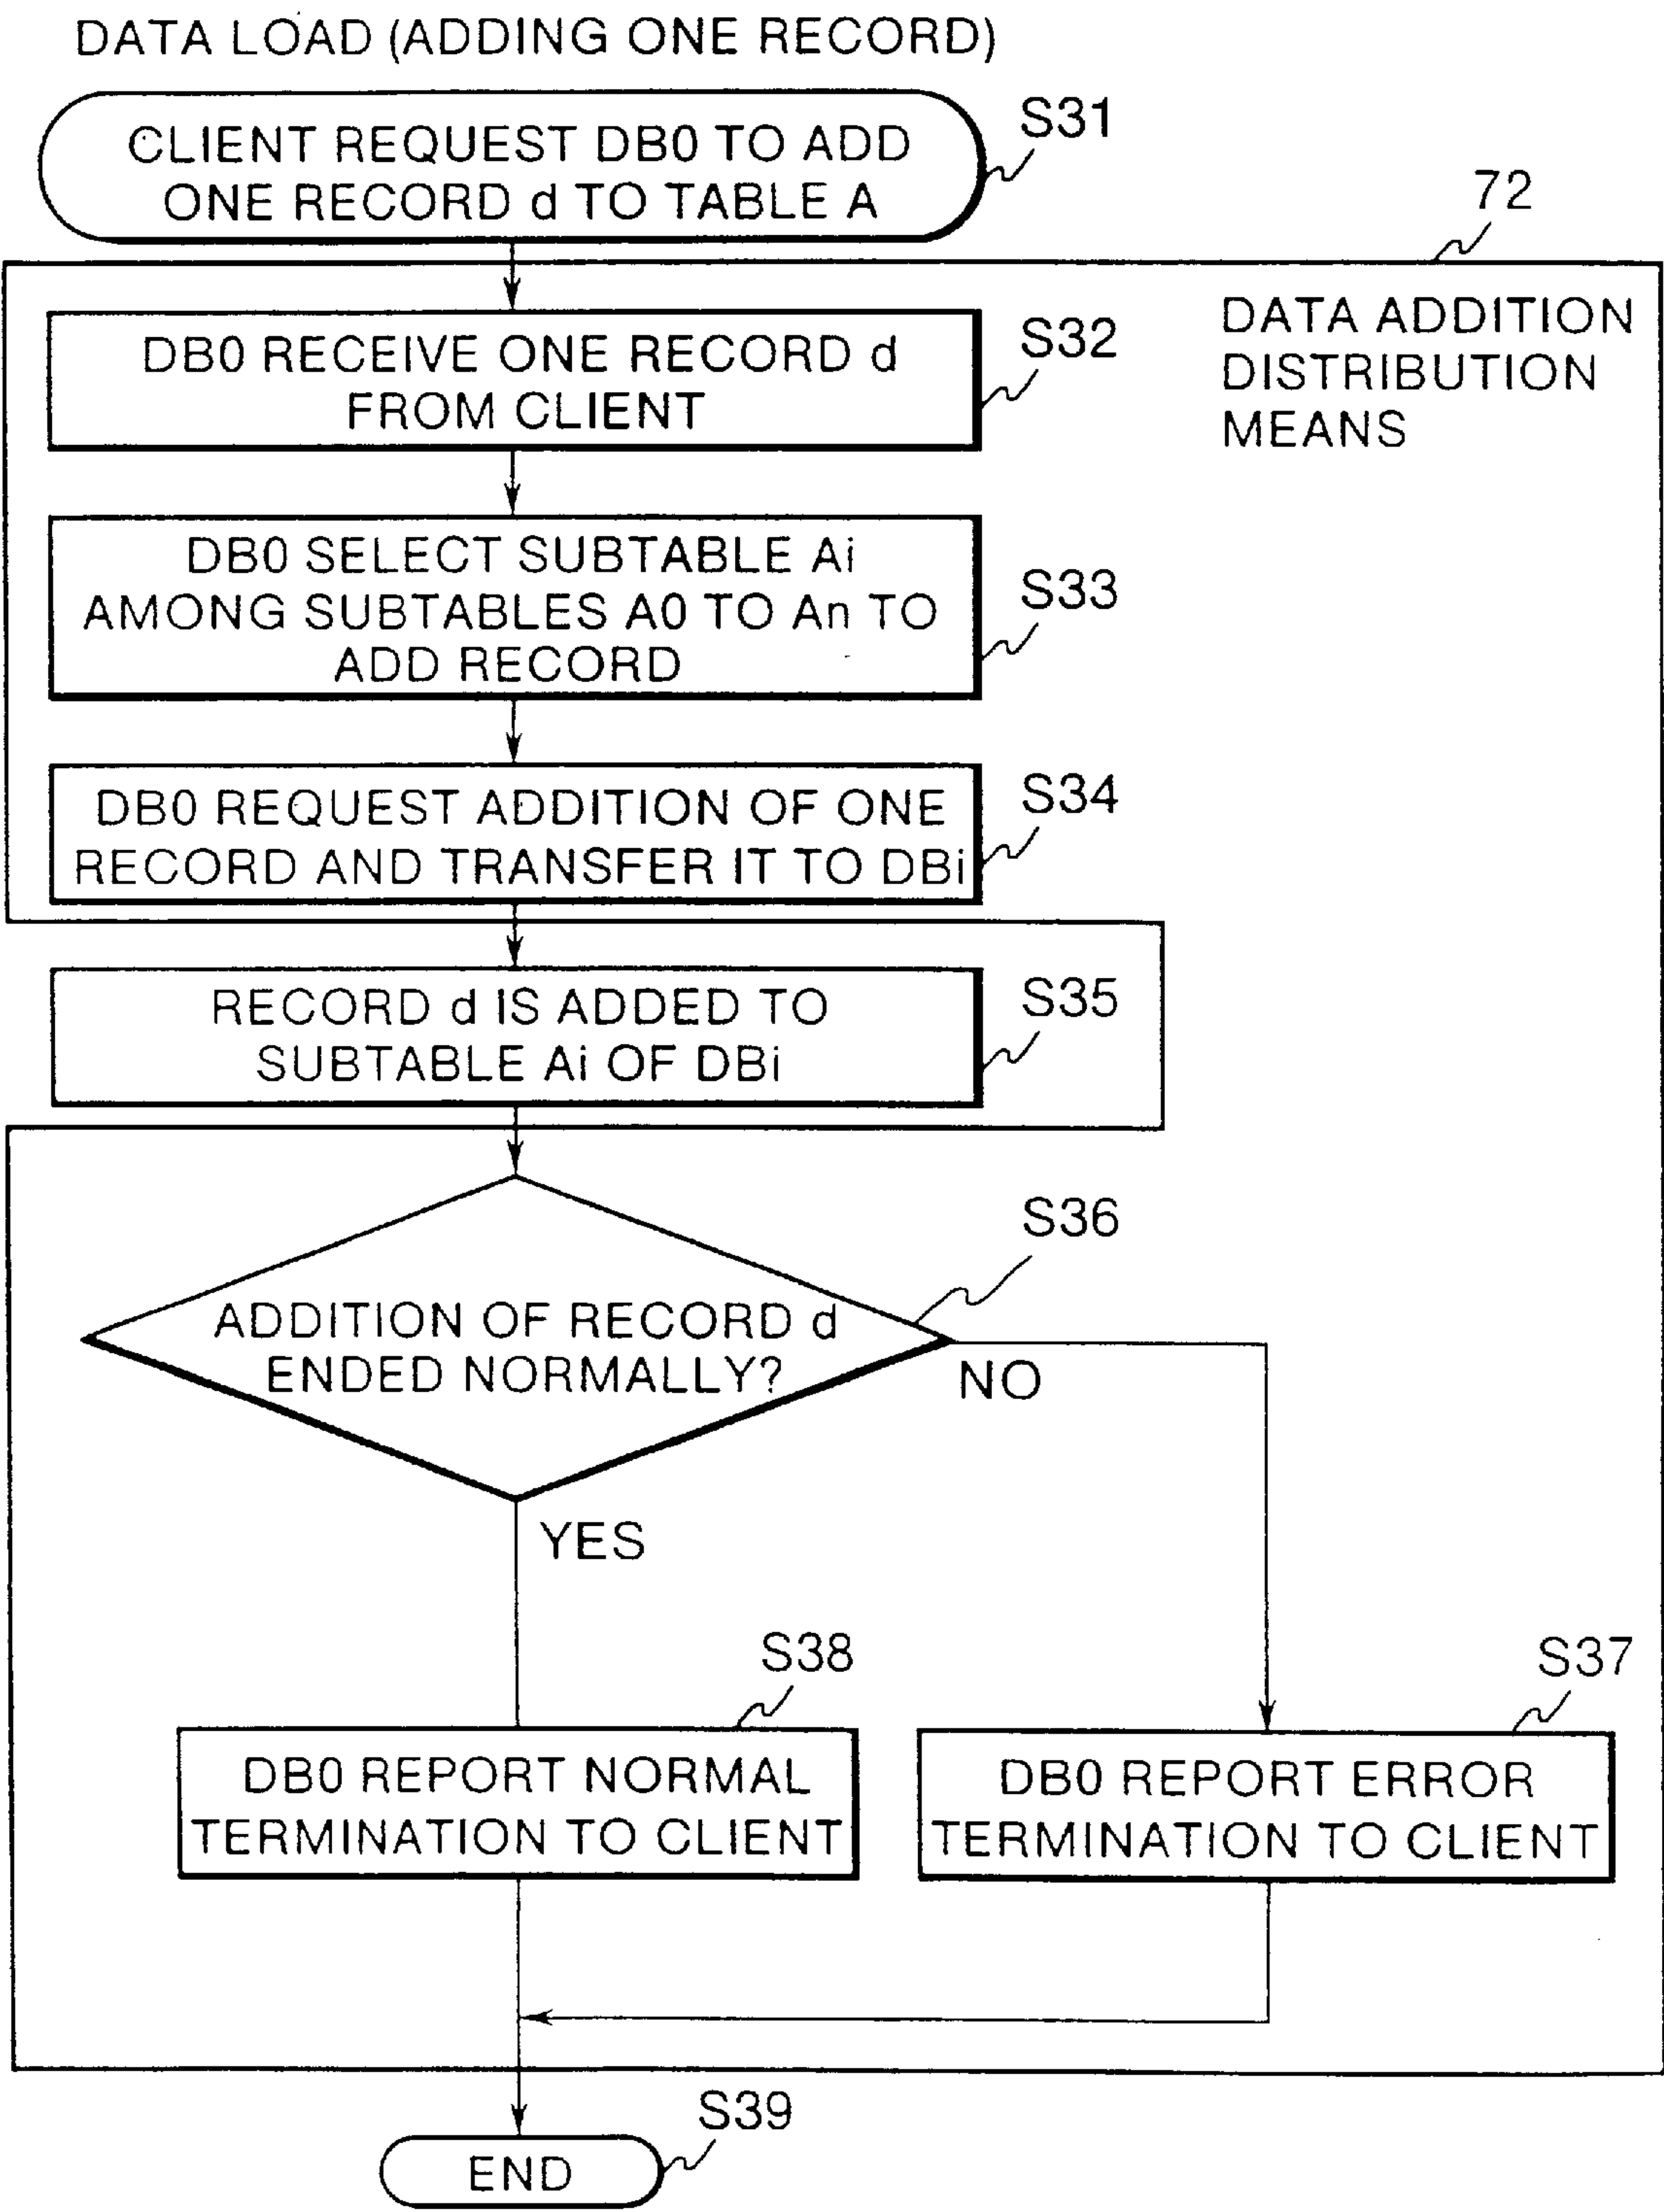 DATA LOAD (ADDING ONE RECORD)
CLIENT REQUEST DB0 TO ADD
ONE RECORD d TO TABLE A
S31
72
DATA ADDITION
DISTRIBUTION
MEANS
DB0 RECEIVE ONE RECORD d
FROM CLIENT
S32
DB0 SELECT SUBTABLE Ai
AMONG SUBTABLES A0 TO An TO
ADD RECORD
S33
DB0 REQUEST ADDITION OF ONE
RECORD AND TRANSFER IT TO DBi
S34
RECORD d IS ADDED TO
SUBTABLE Ai OF DBi
S35
S36
ADDITION OF RECORD d
ENDED NORMALLY?
NO
YES
S38
DB0 REPORT NORMAL
TERMINATION TO CLIENT
S37
DB0 REPORT ERROR
TERMINATION TO CLIENT
S39
END